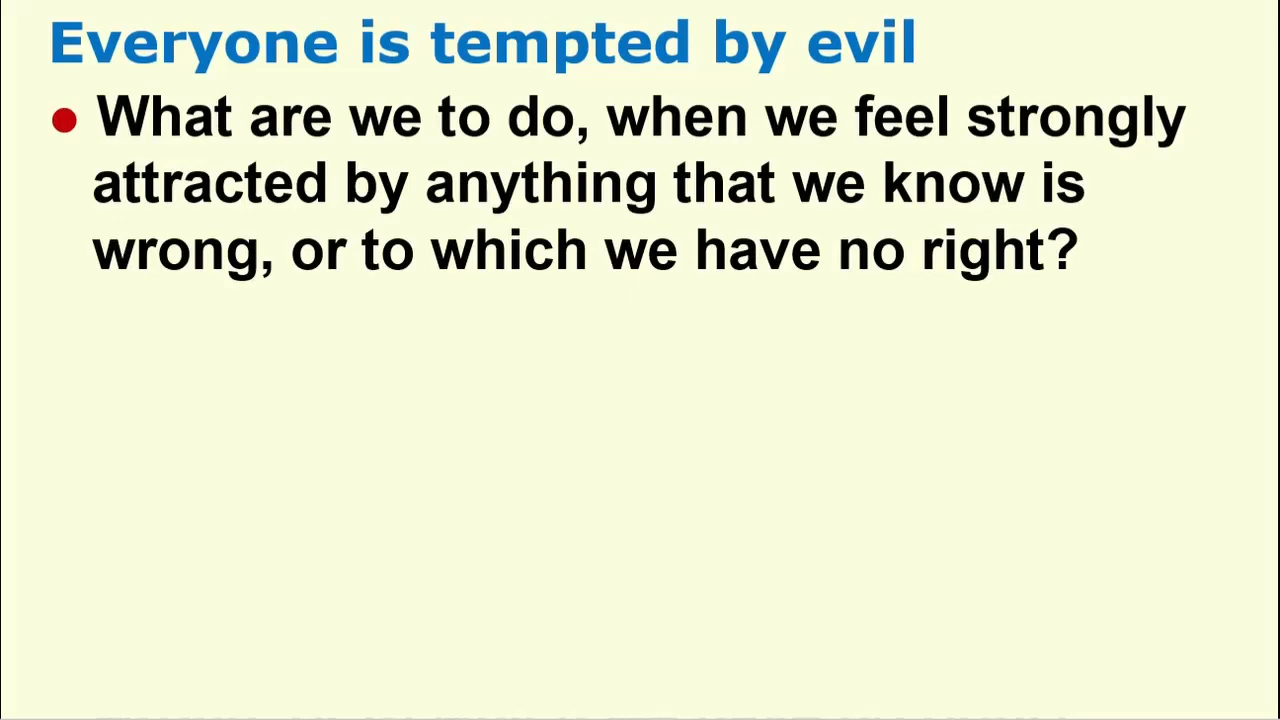 Everyone is tempted by evil
• What are we to do, when we feel strongly
attracted by anything that we know is
wrong, or to which we have no right?